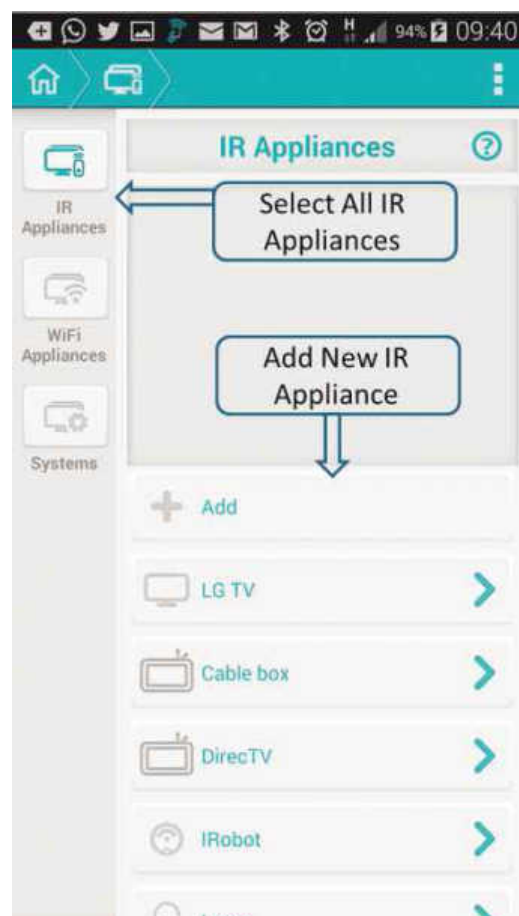 H 94% 09:40
IR Appliances ?
IR
Appliances
Select All IR
Appliances
WiFi
Appliances
Add New IR
Appliance
Systems
Add
LG TV
Cable box
DirecTV
IRobot